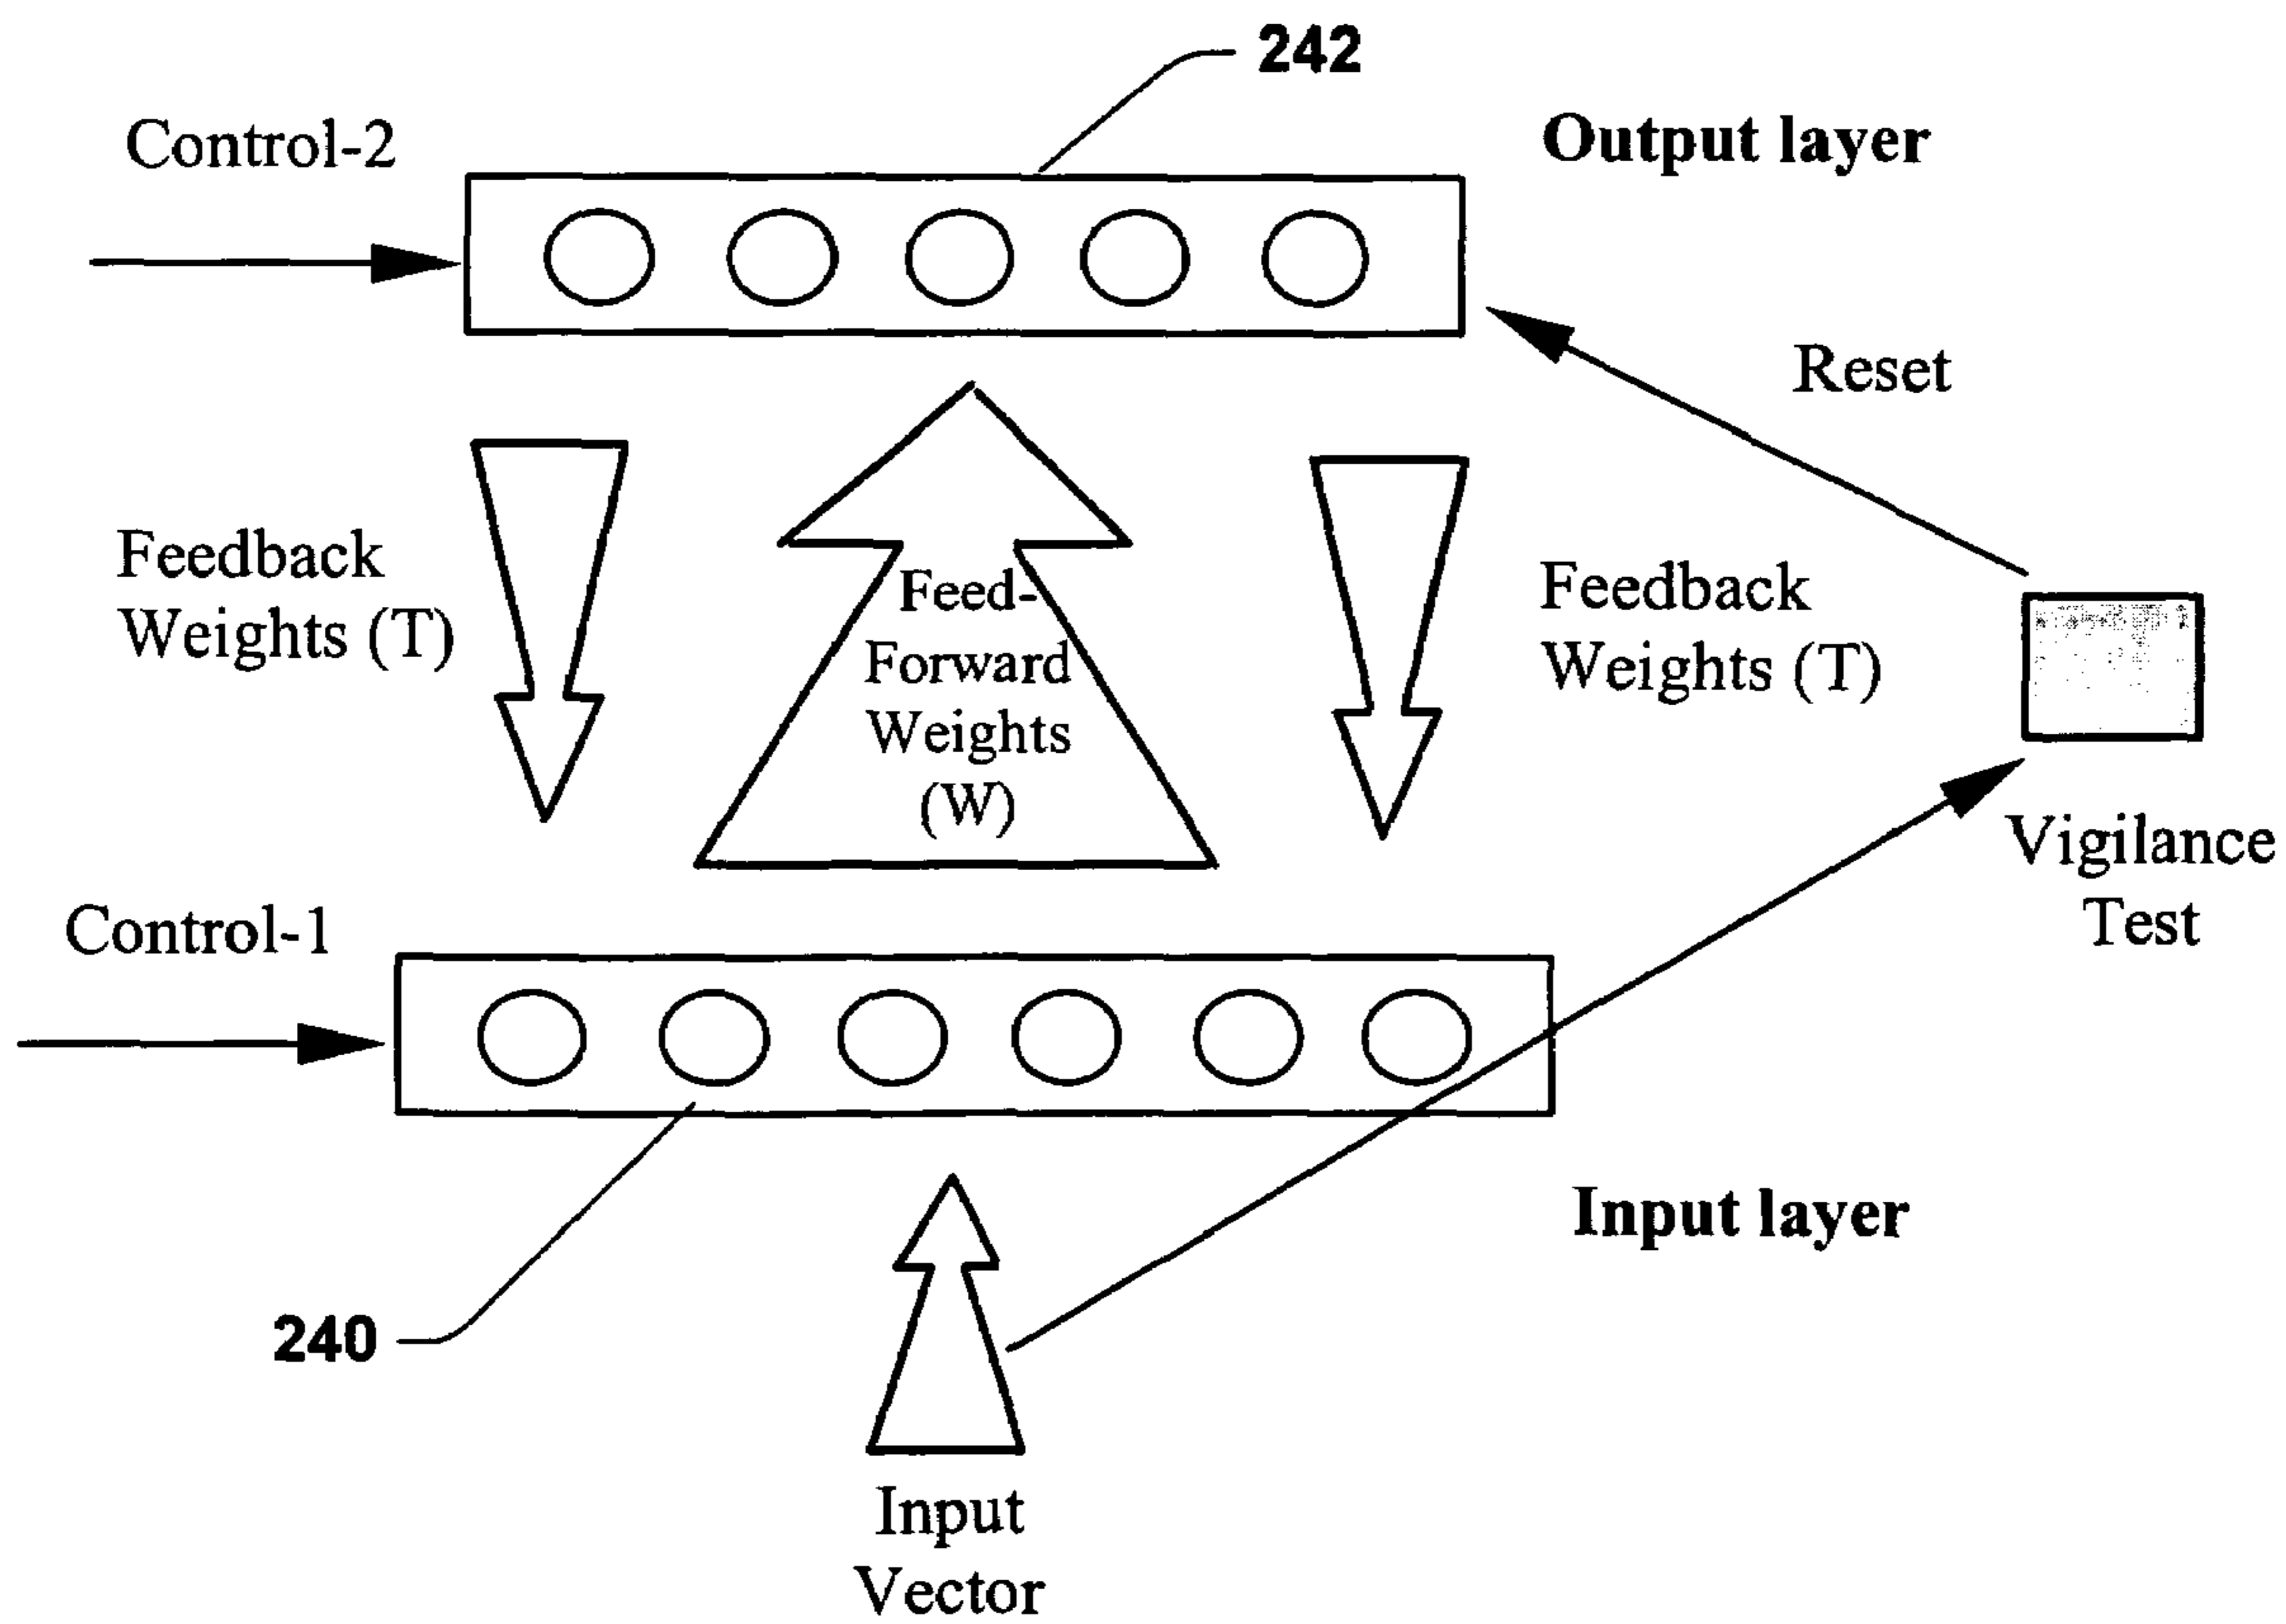 242
Control-2
Output layer
Reset
Feedback
Weights (T)
Feed-
Forward
Weights
(W)
Feedback
Weights (T)
Vigilance
Test
Control-1
Input layer
240
Input
Vector